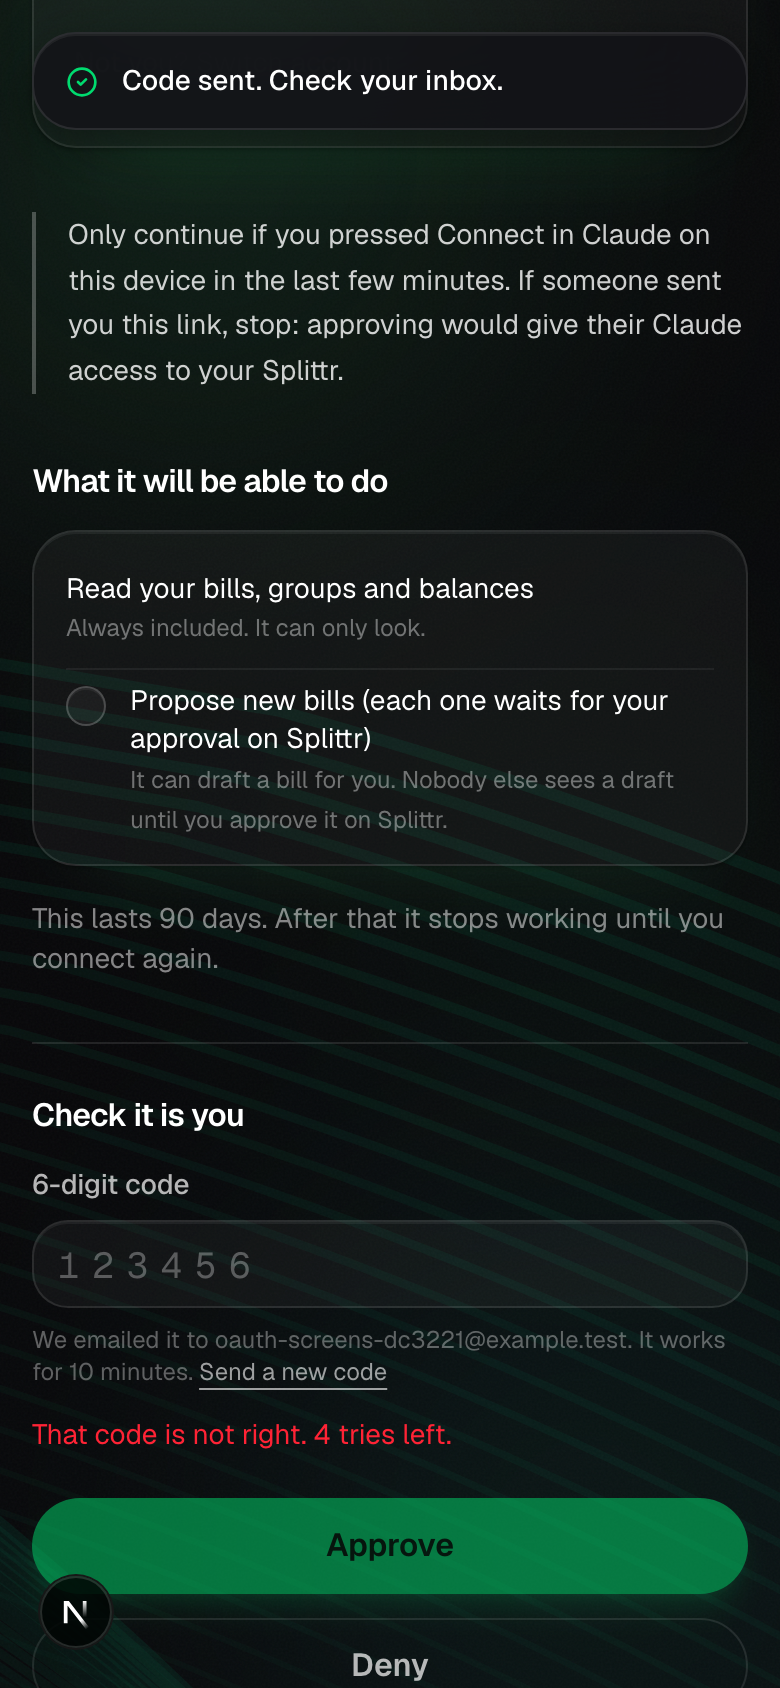 Code sent. Check your inbox.
Only continue if you pressed Connect in Claude on
this device in the last few minutes. If someone sent
you this link, stop: approving would give their Claude
access to your Splittr.
What it will be able to do
Read your bills, groups and balances
Always included. It can only look.
Propose new bills (each one waits for your
approval on Splittr)
It can draft a bill for you. Nobody else sees a draft
until you approve it on Splittr.
This lasts 90 days. After that it stops working until you
connect again.
Check it is you
6-digit code
1 2 3 4 5 6
We emailed it to oauth-screens-dc3221@example.test. It works
for 10 minutes. Send a new code
That code is not right. 4 tries left.
Approve
N
Deny